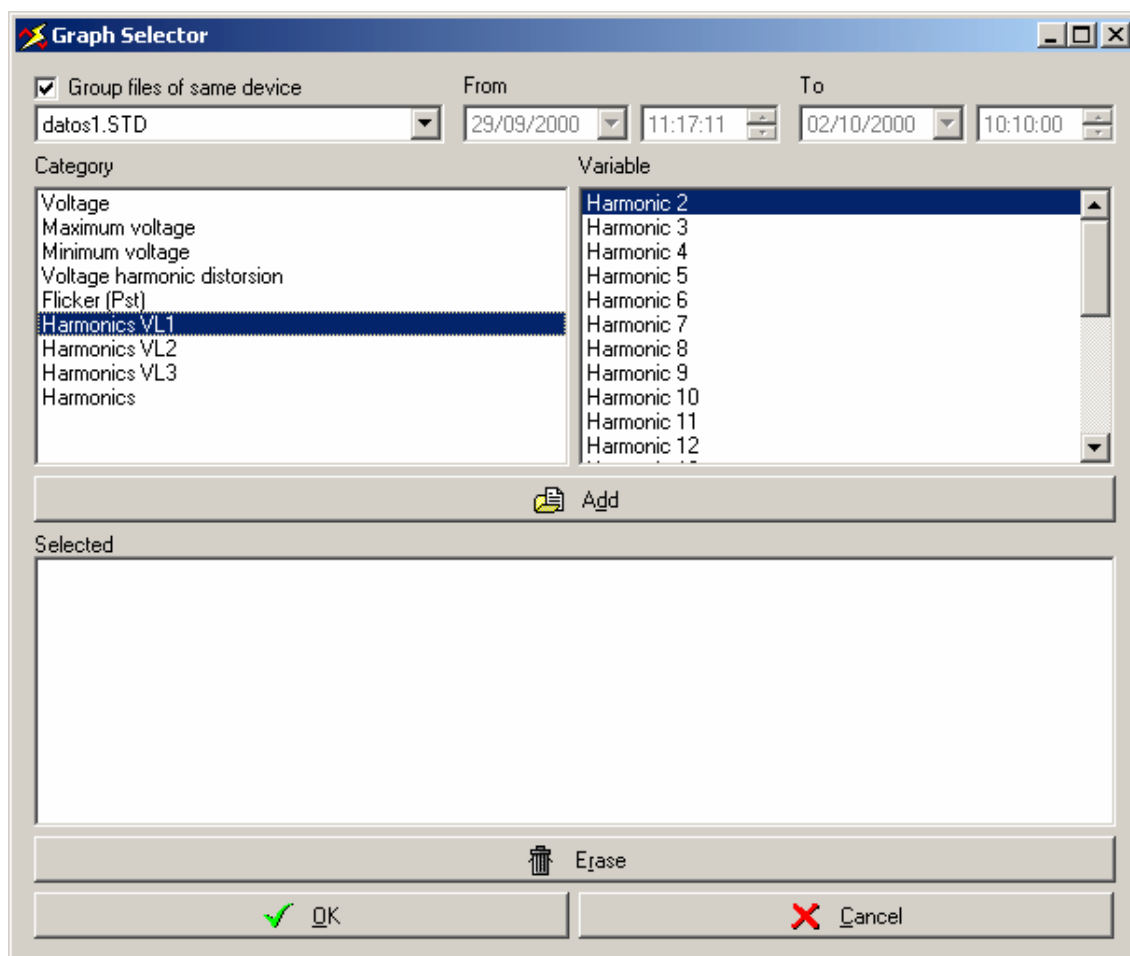 Graph Selector
Group files of same device
From
To
datos1.STD
29/09/2000
11:17:11
02/10/2000
10:10:00
Category
Variable
Voltage
Maximum voltage
Minimum voltage
Voltage harmonic distorsion
Flicker (Pst)
Harmonics VL1
Harmonics VL2
Harmonics VL3
Harmonics
Harmonic 2
Harmonic 3
Harmonic 4
Harmonic 5
Harmonic 6
Harmonic 7
Harmonic 8
Harmonic 9
Harmonic 10
Harmonic 11
Harmonic 12
Add
Selected
Erase
OK
Cancel